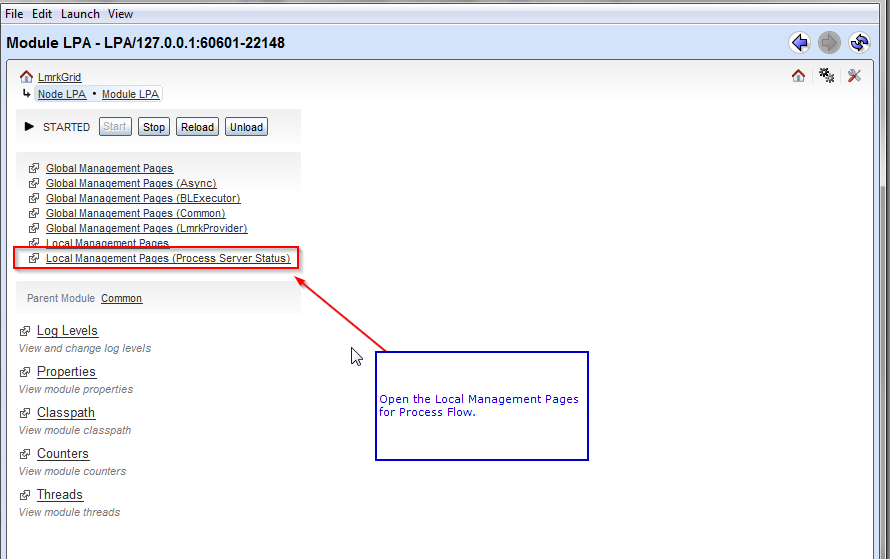 File Edit Launch View
Module LPA - LPA/127.0.0.1:60601-22148
LmrkGrid
Node LPA • Module LPA
STARTED Start Stop Reload Unload
Global Management Pages
Global Management Pages (Async)
Global Management Pages (BLExecutor)
Global Management Pages (Common)
Global Management Pages (LmrkProvider)
Local Management Pages
Local Management Pages (Process Server Status)
Parent Module Common
Log Levels
View and change log levels
Properties
View module properties
Classpath
View module classpath
Counters
View module counters
Threads
View module threads
Open the Local Management Pages
for Process Flow.